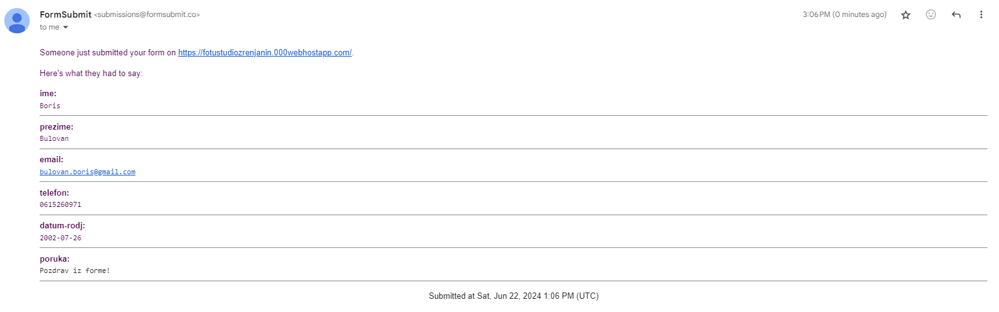 FormSubmit <submissions@formsubmit.co> 3:06 PM (0 minutes ago)
to me
Someone just submitted your form on https://fotustudiozrenjanin.000webhostapp.com/.
Here's what they had to say:
ime:
Boris
prezime:
Bulovan
email:
bulovan.boris@gmail.com
telefon:
0615260971
datum-rodj:
2002-07-26
poruka:
Pozdrav iz forme!
Submitted at Sat, Jun 22, 2024 1:06 PM (UTC)